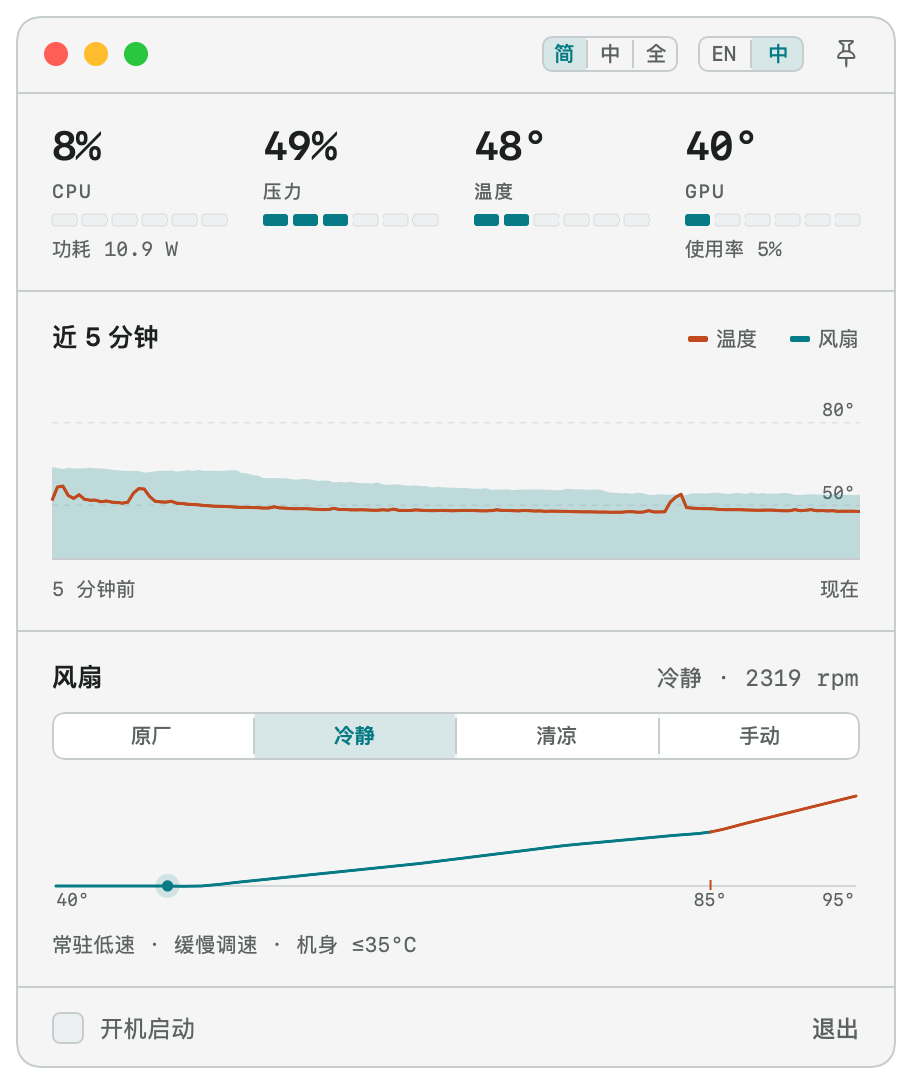 简 中 全 EN 中
8% 49% 48° 40°
CPU 压力 温度 GPU
功耗 10.9 W 使用率 5%
近 5 分钟 温度 风扇
80°
50°
5 分钟前 现在
风扇 冷静 · 2319 rpm
原厂 冷静 清凉 手动
40° 85° 95°
常驻低速 · 缓慢调速 · 机身 ≤35°C
开机启动 退出